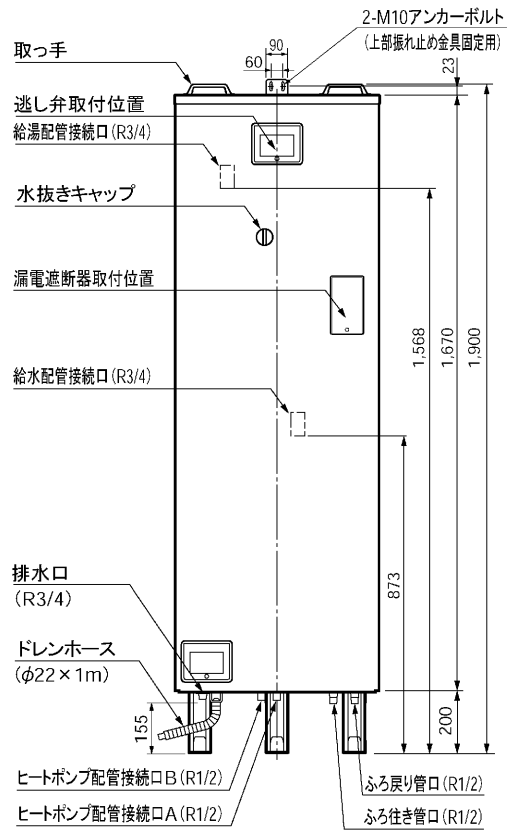 2-M10アンカーボルト
(上部振れ止め金具固定用)
90
60
23
取っ手
逃し弁取付位置
給湯配管接続口(R3/4)
水抜きキャップ
漏電遮断器取付位置
給水配管接続口(R3/4)
1,568
1,670
1,900
873
排水口
(R3/4)
ドレンホース
(φ22×1m)
155
200
ヒートポンプ配管接続口B(R1/2)
ヒートポンプ配管接続口A(R1/2)
ふろ戻り管口(R1/2)
ふろ往き管口(R1/2)